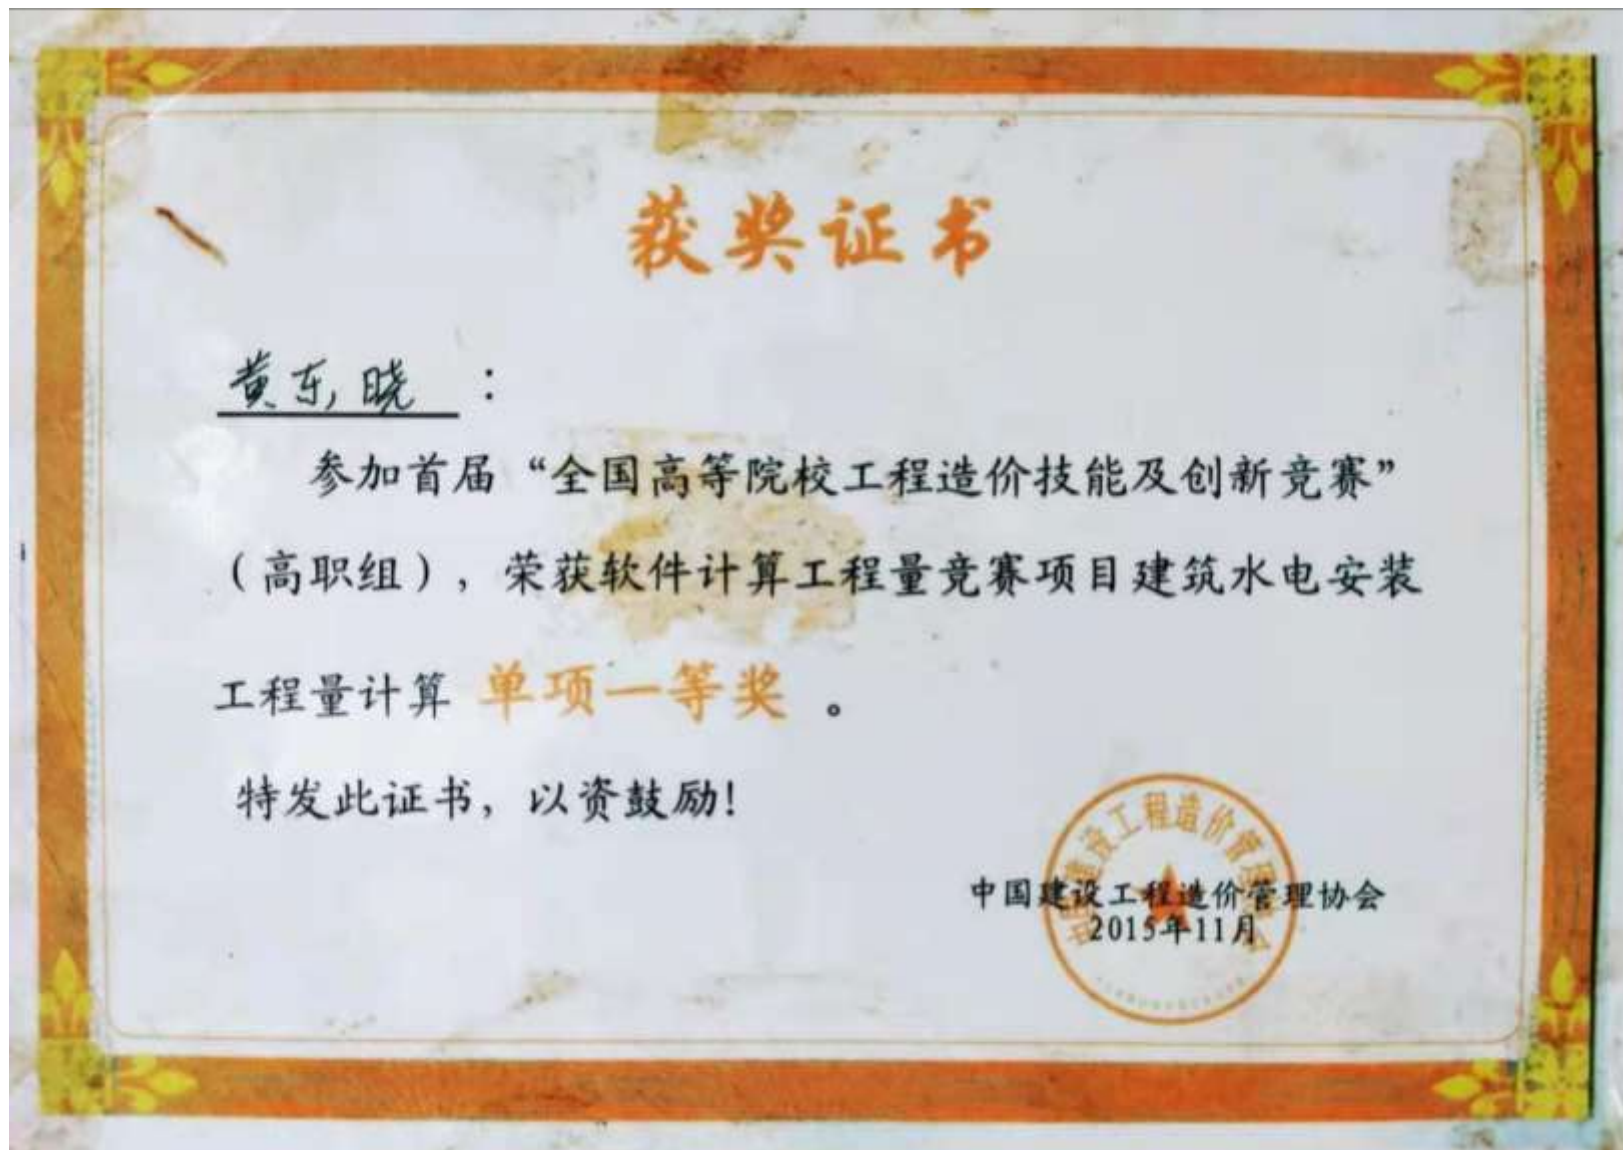 获奖证书
黄东晓：
参加首届“全国高等院校工程造价技能及创新竞赛”
（高职组），荣获软件计算工程量竞赛项目建筑水电安装
工程量计算 单项一等奖 。
特发此证书，以资鼓励！
中国建设工程造价管理协会
2015年11月